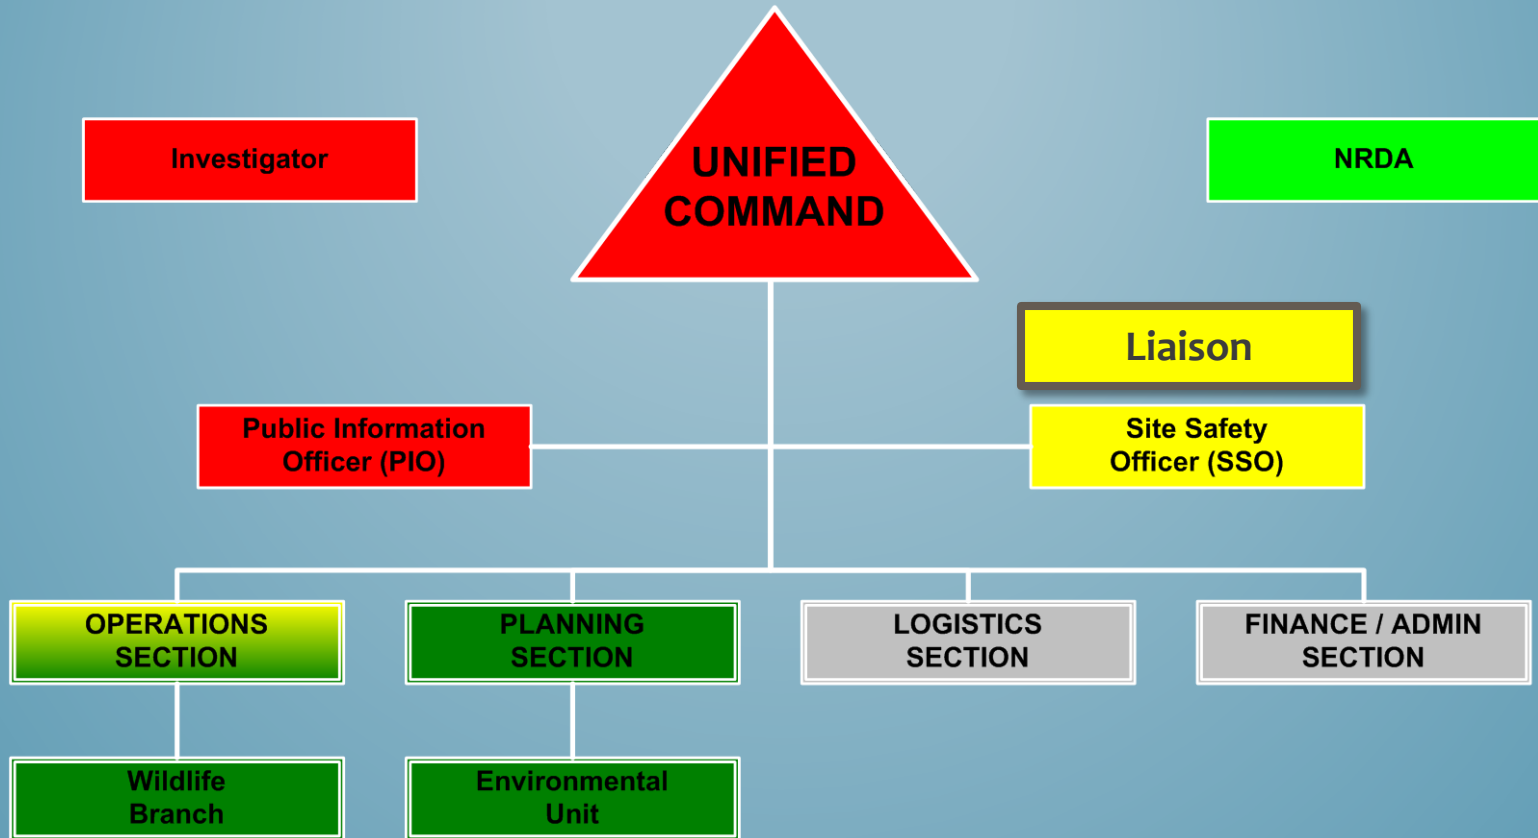 Investigator
UNIFIED
COMMAND
NRDA
Liaison
Public Information
Officer (PIO)
Site Safety
Officer (SSO)
OPERATIONS
SECTION
PLANNING
SECTION
LOGISTICS
SECTION
FINANCE / ADMIN
SECTION
Wildlife
Branch
Environmental
Unit